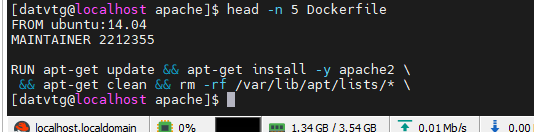 [datvtg@localhost apache]$ head -n 5 Dockerfile
FROM ubuntu:14.04
MAINTAINER 2212355

RUN apt-get update && apt-get install -y apache2 \
 && apt-get clean && rm -rf /var/lib/apt/lists/* \
[datvtg@localhost apache]$
localhost.localdomain 0% 1.34 GB / 3.54 GB 0.01 Mb/s 0.00